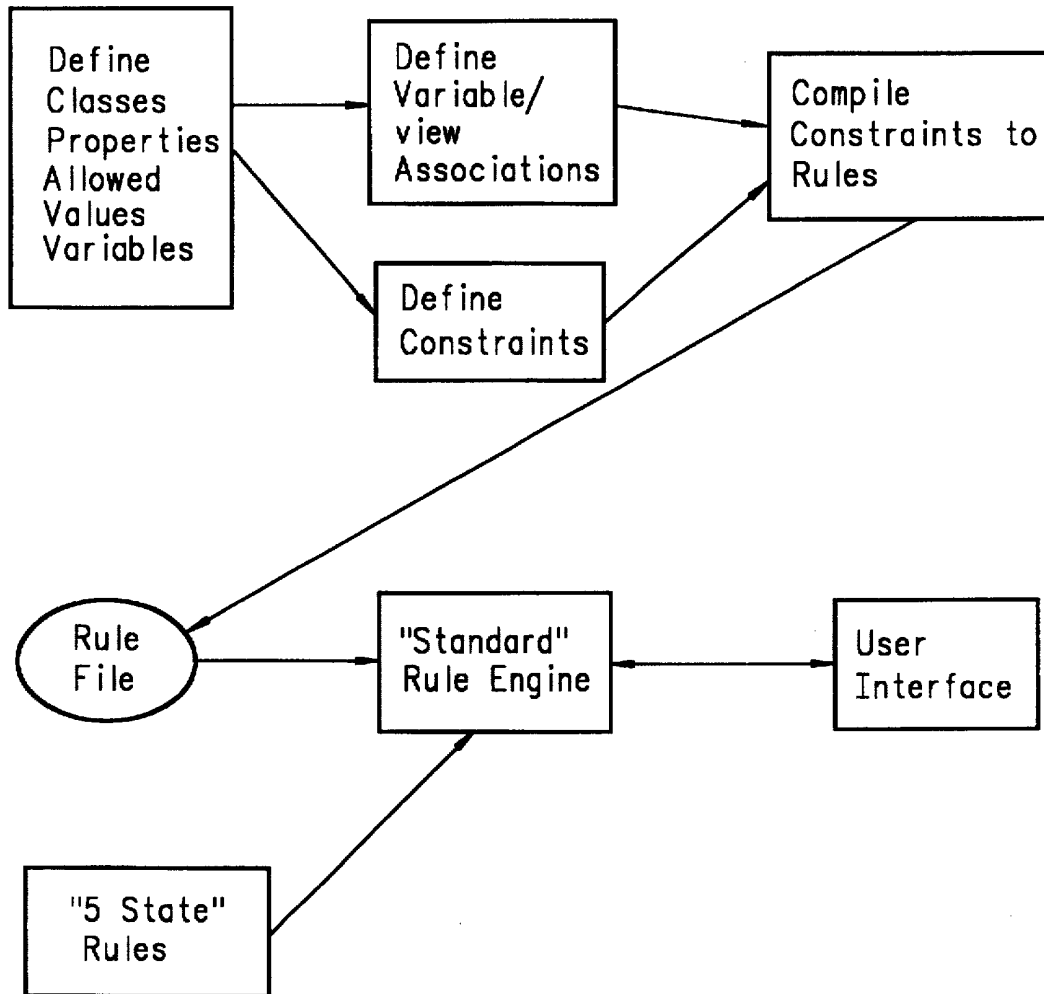 Define
Classes
Properties
Allowed
Values
Variables
Define
Variable/
view
Associations
Compile
Constraints to
Rules
Define
Constraints
Rule
File
"Standard"
Rule Engine
User
Interface
"5 State"
Rules